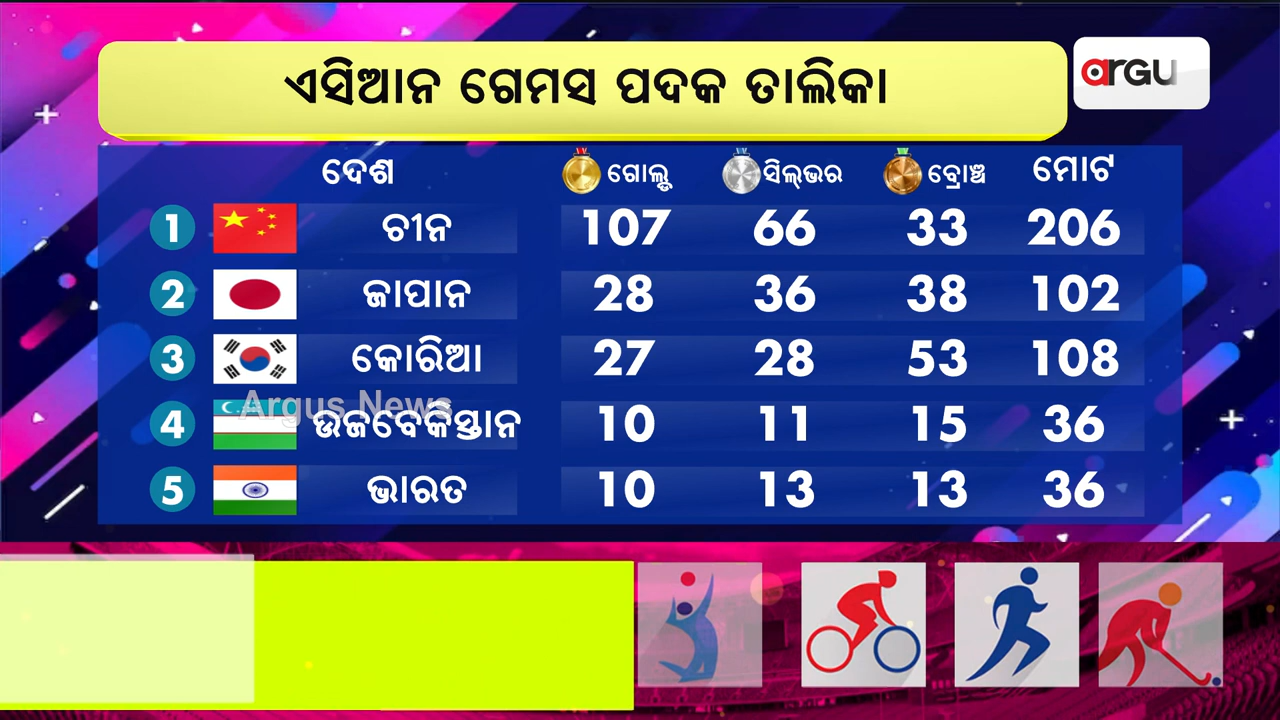 ଏସିଆନ ଗେମସ ପଦକ ତାଲିକା
arGU
ଦେଶ ଗୋଲ୍ଡ ସିଲ୍‌ଭର ବ୍ରୋଞ୍ଚ ମୋଟ
1 ଚୀନ 107 66 33 206
2 ଜାପାନ 28 36 38 102
3 କୋରିଆ 27 28 53 108
Argus News
4 ଉଜବେକିସ୍ତାନ 10 11 15 36
5 ଭାରତ 10 13 13 36